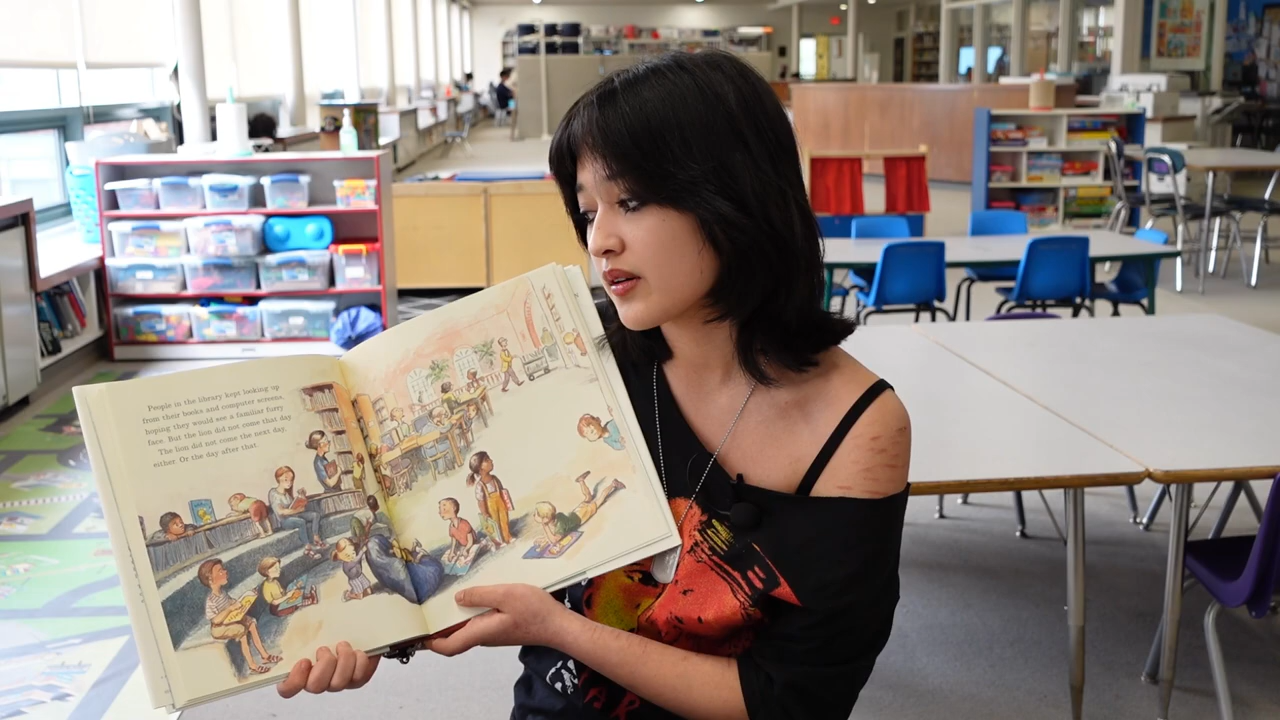 People in the library kept looking up
from their books and computer screens,
hoping they would see a familiar furry
face. But the lion did not come that day.
The lion did not come the next day,
either. Or the day after that.